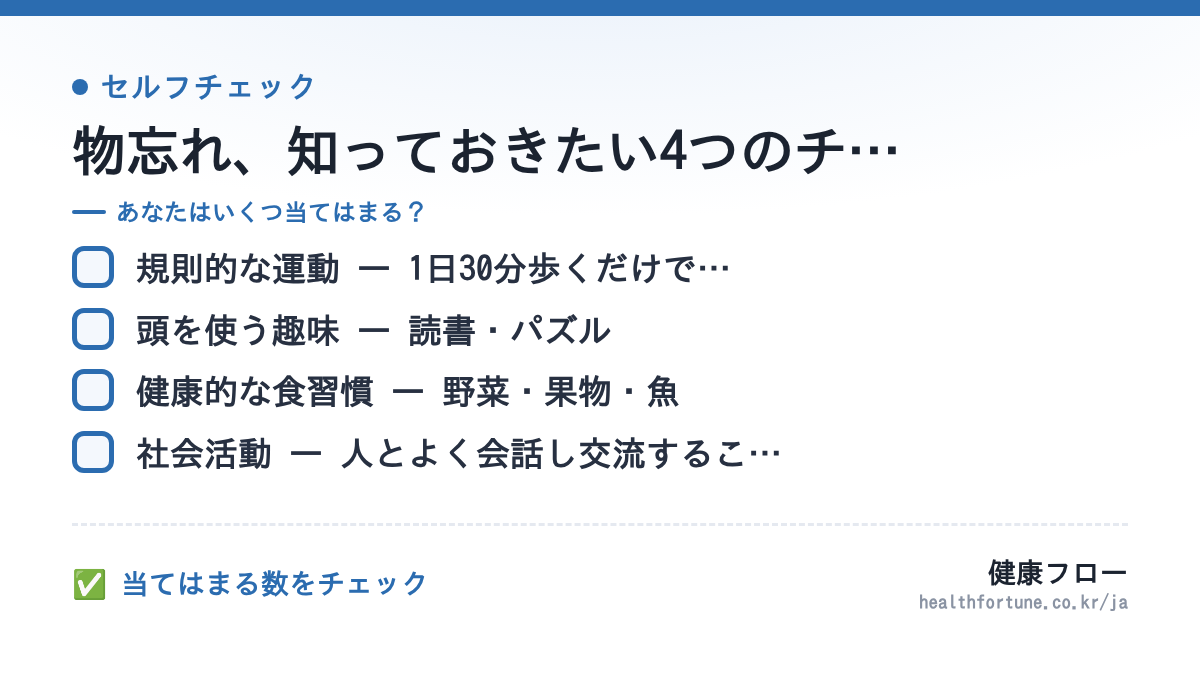 セルフチェック
物忘れ、知っておきたい4つのチ…
あなたはいくつ当てはまる？
規則的な運動 ー 1日30分歩くだけで…
頭を使う趣味 ー 読書・パズル
健康的な食習慣 ー 野菜・果物・魚
社会活動 ー 人とよく会話し交流するこ…
✅ 当てはまる数をチェック
健康フロー
healthfortune.co.kr/ja